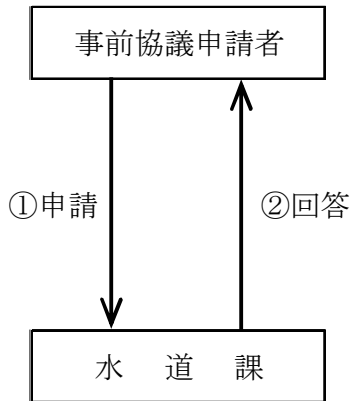 事前協議申請者
①申請
②回答
水　道　課